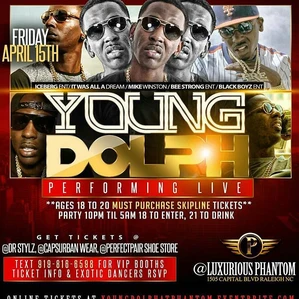 FRIDAY
APRIL 15TH
ICEBERG ENT / IT WAS ALL A DREAM / MIKE WINSTON / BEE STRONG ENT / BLACK BOYZ ENT
YOUNG
DOLPH
PERFORMING LIVE
**AGES 18 TO 20 MUST PURCHASE SKIPLINE TICKETS**
PARTY 10PM TIL 5AM 18 TO ENTER, 21 TO DRINK
GET TICKETS @
@DR STYLZ, @CAPSURBAN WEAR, @PERFECTPAIR SHOE STORE
TEXT 919-816-8598 FOR VIP BOOTHS
TICKET INFO & EXOTIC DANCERS RSVP
P
@LUXURIOUS PHANTOM
1505 CAPITAL BLVD RALEIGH NC